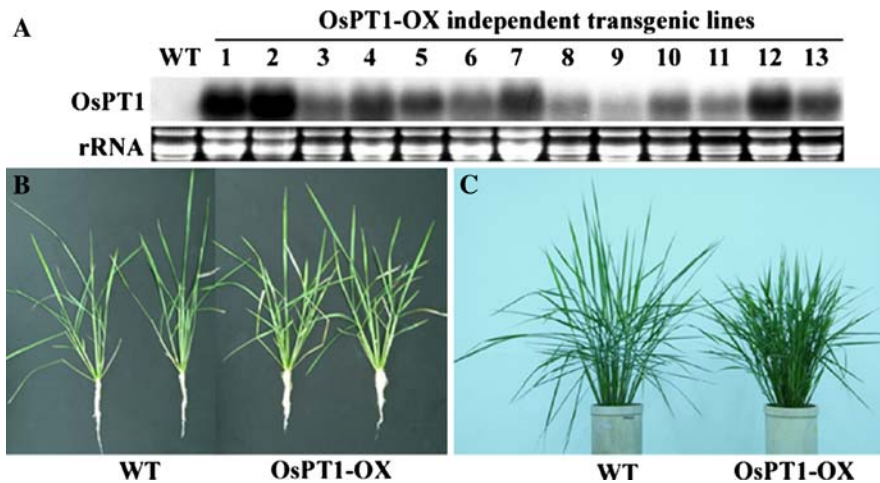 A
OsPT1-OX independent transgenic lines
WT 1 2 3 4 5 6 7 8 9 10 11 12 13
OsPT1
rRNA
B
C
WT OsPT1-OX
WT OsPT1-OX